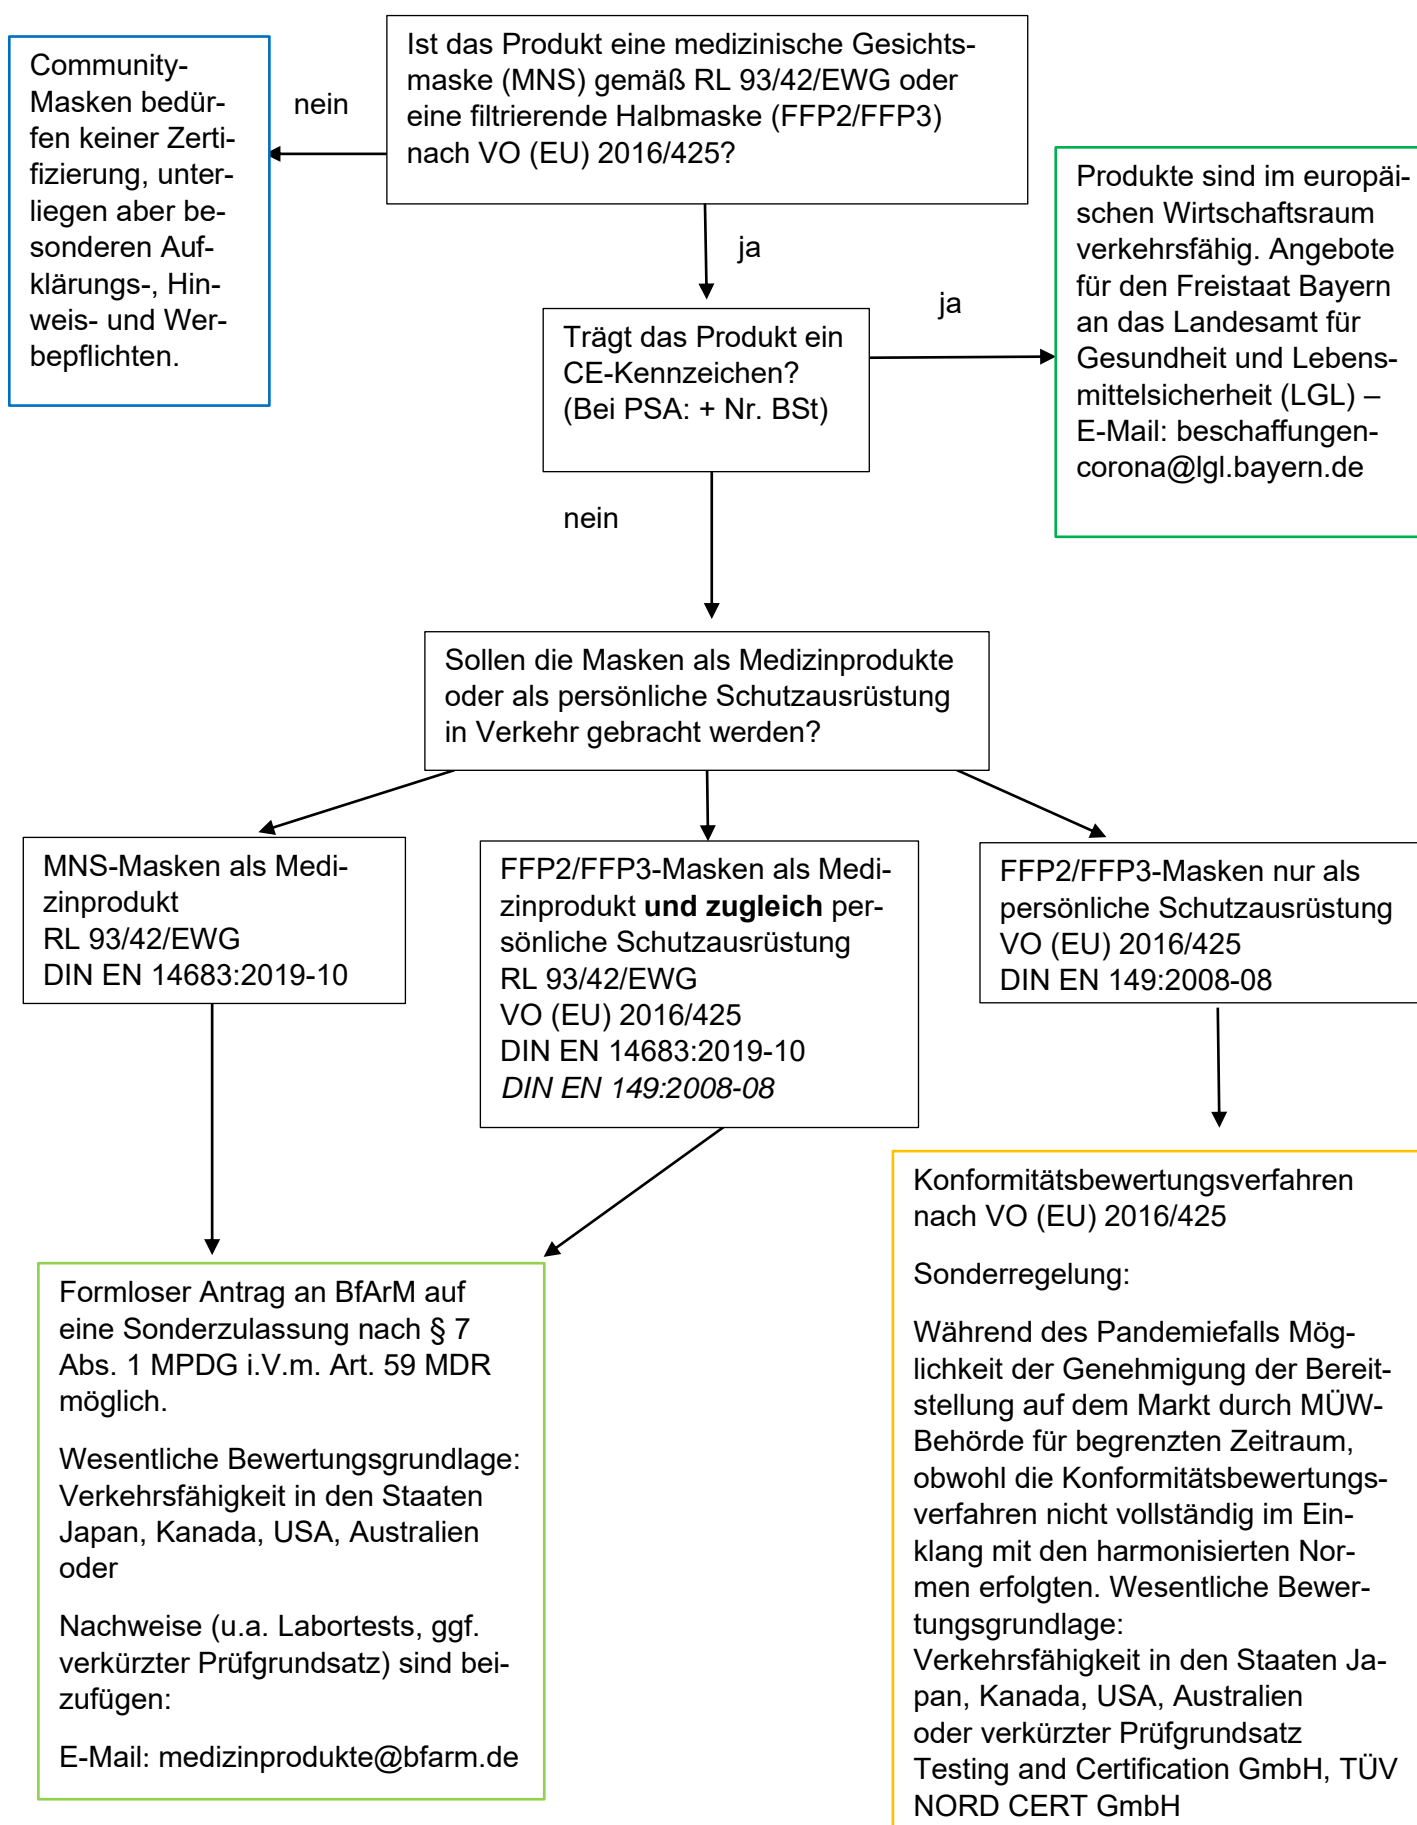 Ist das Produkt eine medizinische Gesichts-
maske (MNS) gemäß RL 93/42/EWG oder
eine filtrierende Halbmaske (FFP2/FFP3)
nach VO (EU) 2016/425?
nein
Community-
Masken bedür-
fen keiner Zerti-
fizierung, unter-
liegen aber be-
sonderen Auf-
klärungs-, Hin-
weis- und Wer-
bepflichten.
ja
Trägt das Produkt ein
CE-Kennzeichen?
(Bei PSA: + Nr. BSt)
ja
Produkte sind im europäi-
schen Wirtschaftsraum
verkehrsfähig. Angebote
für den Freistaat Bayern
an das Landesamt für
Gesundheit und Lebens-
mittelsicherheit (LGL) –
E-Mail: beschaffungen-
corona@lgl.bayern.de
nein
Sollen die Masken als Medizinprodukte
oder als persönliche Schutzausrüstung
in Verkehr gebracht werden?
MNS-Masken als Medi-
zinprodukt
RL 93/42/EWG
DIN EN 14683:2019-10
FFP2/FFP3-Masken als Medi-
zinprodukt und zugleich per-
sönliche Schutzausrüstung
RL 93/42/EWG
VO (EU) 2016/425
DIN EN 14683:2019-10
DIN EN 149:2008-08
FFP2/FFP3-Masken nur als
persönliche Schutzausrüstung
VO (EU) 2016/425
DIN EN 149:2008-08
Formloser Antrag an BfArM auf
eine Sonderzulassung nach § 7
Abs. 1 MPDG i.V.m. Art. 59 MDR
möglich.
Wesentliche Bewertungsgrundlage:
Verkehrsfähigkeit in den Staaten
Japan, Kanada, USA, Australien
oder
Nachweise (u.a. Labortests, ggf.
verkürzter Prüfgrundsatz) sind bei-
zufügen:
E-Mail: medizinprodukte@bfarm.de
Konformitätsbewertungsverfahren
nach VO (EU) 2016/425
Sonderregelung:
Während des Pandemiefalls Mög-
lichkeit der Genehmigung der Bereit-
stellung auf dem Markt durch MÜW-
Behörde für begrenzten Zeitraum,
obwohl die Konformitätsbewertungs-
verfahren nicht vollständig im Ein-
klang mit den harmonisierten Nor-
men erfolgten. Wesentliche Bewer-
tungsgrundlage:
Verkehrsfähigkeit in den Staaten Ja-
pan, Kanada, USA, Australien
oder verkürzter Prüfgrundsatz
Testing and Certification GmbH, TÜV
NORD CERT GmbH